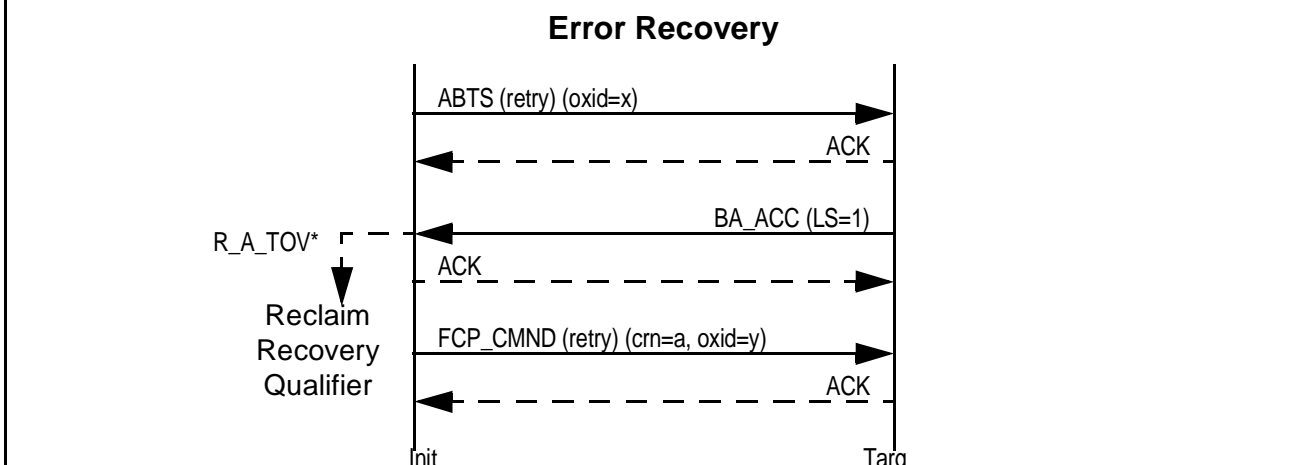 Error Recovery
ABTS (retry) (oxid=x)
ACK
BA_ACC (LS=1)
R_A_TOV*
ACK
Reclaim
Recovery
Qualifier
FCP_CMND (retry) (crn=a, oxid=y)
ACK
Init
Targ